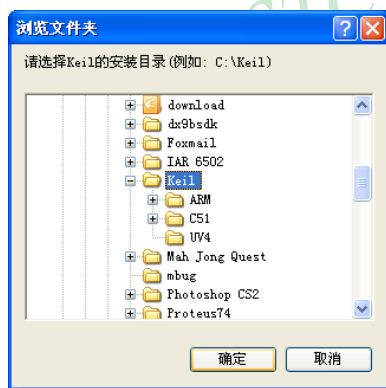 浏览文件夹
请选择Keil的安装目录(例如: C:\Keil)
download
dx9bsdk
Foxmail
IAR 6502
Keil
ARM
C51
UV4
Mah Jong Quest
mbug
Photoshop CS2
Proteus74
确定 取消